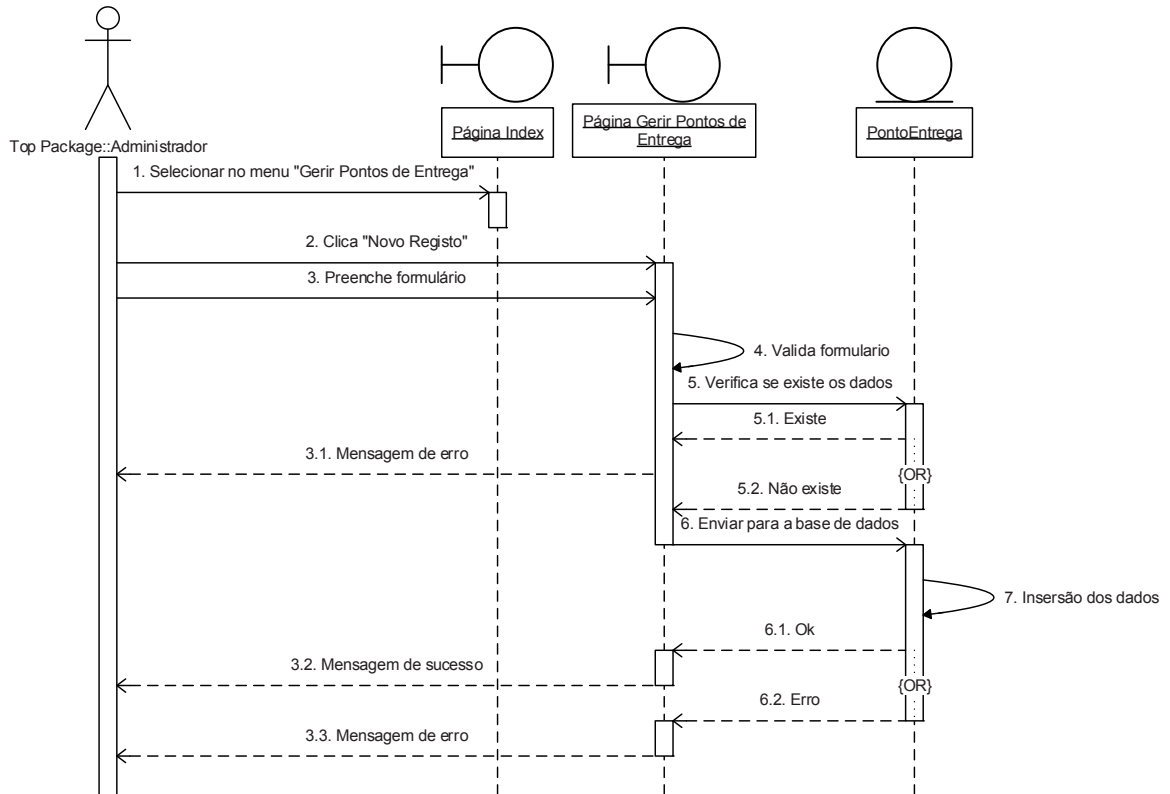 Top Package::Administrador
Página Index
Página Gerir Pontos de
Entrega
PontoEntrega
1. Selecionar no menu "Gerir Pontos de Entrega"
2. Clica "Novo Registo"
3. Preenche formulário
4. Valida formulario
5. Verifica se existe os dados
5.1. Existe
3.1. Mensagem de erro
{OR}
5.2. Não existe
6. Enviar para a base de dados
7. Insersão dos dados
6.1. Ok
3.2. Mensagem de sucesso
{OR}
6.2. Erro
3.3. Mensagem de erro